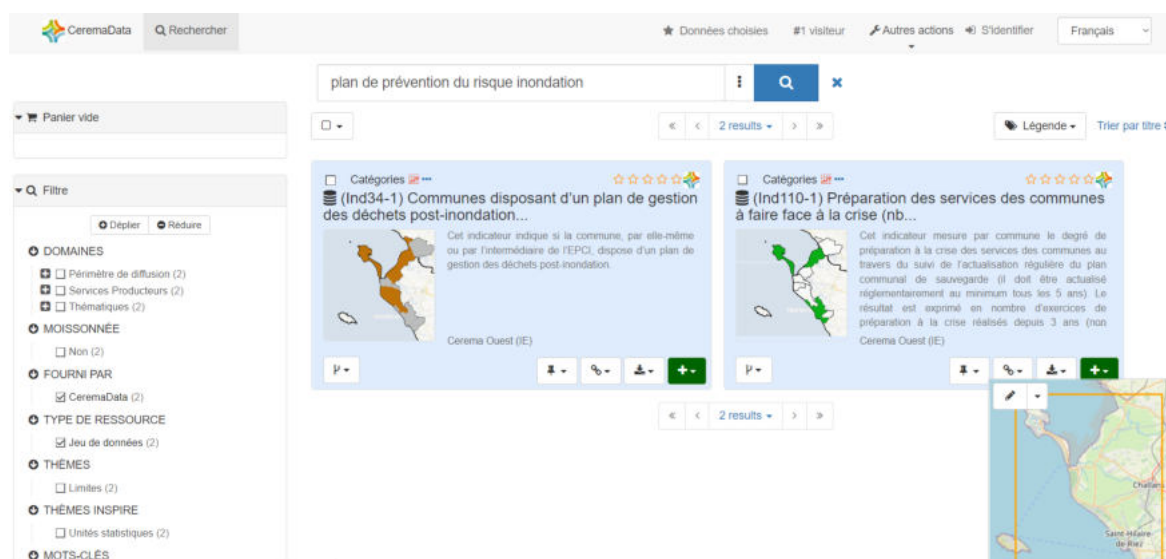 CeremaData
Rechercher
Données choisies
#1 visiteur
Autres actions
S'identifier
Français
plan de prévention du risque inondation
Panier vide
2 results
Légende
Trier par titre
Filtre
Déplier
Réduire
DOMAINES
Périmètre de diffusion (2)
Services Producteurs (2)
Thématiques (2)
MOISSONNÉE
Non (2)
FOURNI PAR
CeremaData (2)
TYPE DE RESSOURCE
Jeu de données (2)
THÈMES
Limites (2)
THÈMES INSPIRE
Unités statistiques (2)
MOTS-CLÉS
Catégories
(Ind34-1) Communes disposant d'un plan de gestion
des déchets post-inondation...
Cet indicateur indique si la commune, par elle-même
ou par l'intermédiaire de l'EPCI, dispose d'un plan de
gestion des déchets post-inondation.
Cerema Ouest (IE)
Catégories
(Ind110-1) Préparation des services des communes
à faire face à la crise (nb...
Cet indicateur mesure par commune le degré de
préparation à la crise des services des communes au
travers du suivi de l'actualisation régulière du plan
communal de sauvegarde (il doit être actualisé
réglementairement au minimum tous les 5 ans). Le
résultat est exprimé en nombre d'exercices de
préparation à la crise réalisés depuis 3 ans (non
Cerema Ouest (IE)
2 results
Challans
Saint-Hilaire-
de-Riez